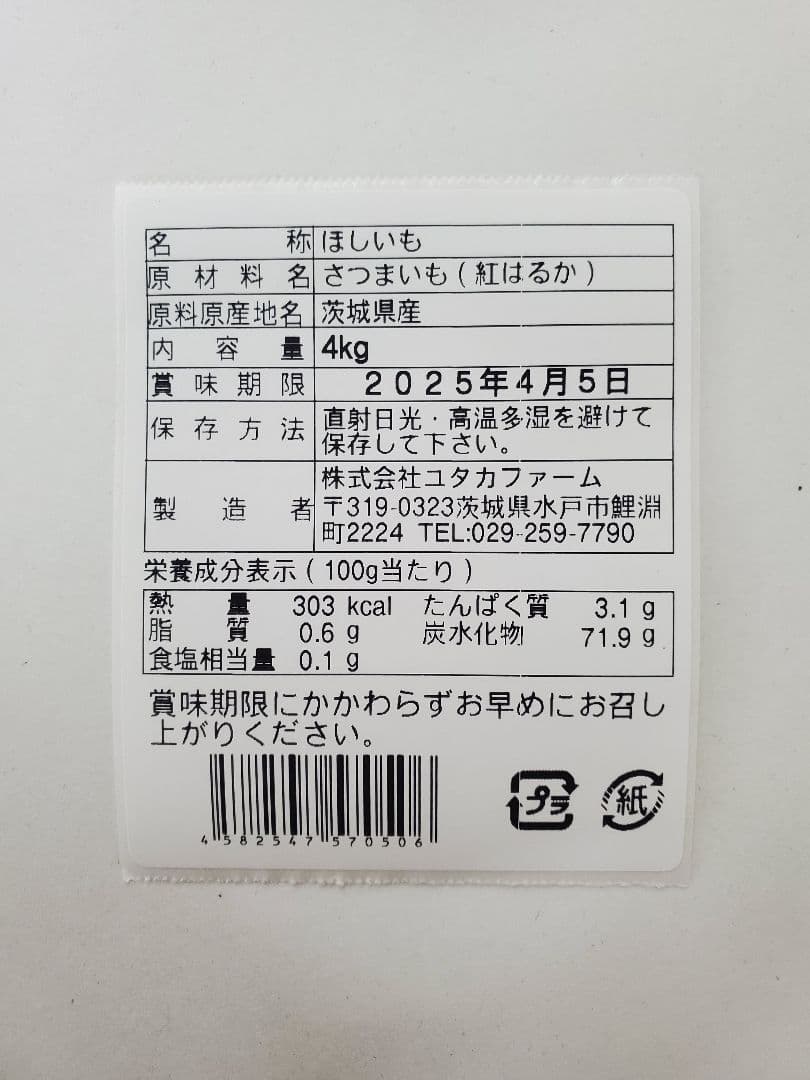 名称 ほしいも
原材料名 さつまいも(紅はるか)
原料原産地名 茨城県産
内容量 4kg
賞味期限 2025年4月5日
保存方法 直射日光・高温多湿を避けて
保存して下さい。
株式会社ユタカファーム
製造者 〒319-0323茨城県水戸市鯉淵
町2224 TEL:029-259-7790
栄養成分表示(100g当たり)
熱量 303 kcal たんぱく質 3.1 g
脂質 0.6 g 炭水化物 71.9 g
食塩相当量 0.1 g
賞味期限にかかわらずお早めにお召し
上がりください。
4582547570506
プラ 紙